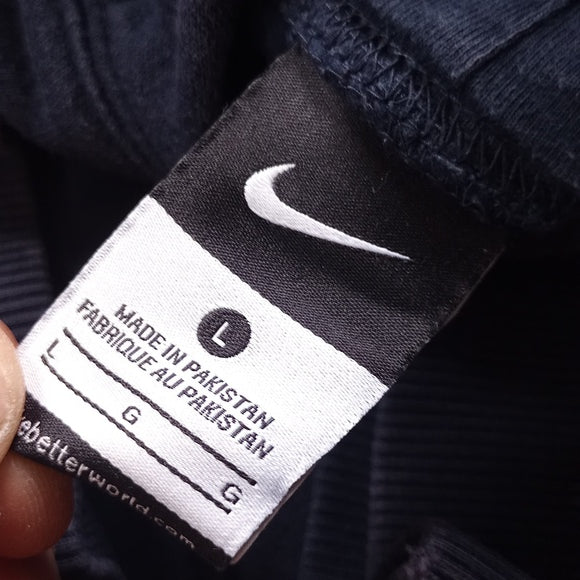 L
MADE IN PAKISTAN
FABRIQUE AU PAKISTAN
L G G
ebetterworld.com